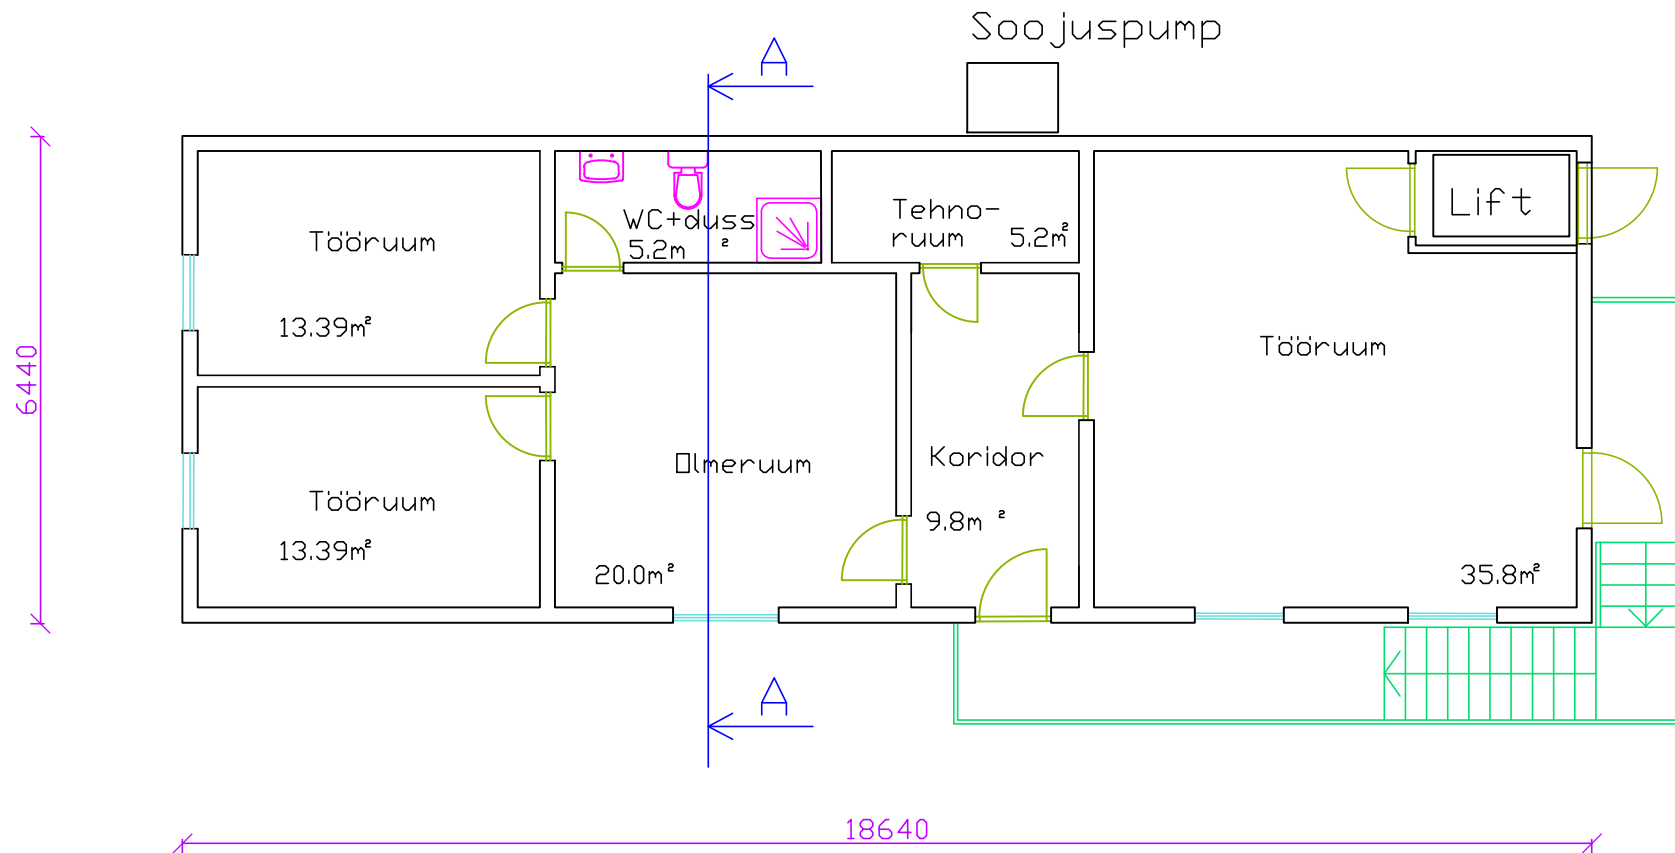 Soojuspump
A
Lift
Tehno-
ruum 5.2m²
WC+duss
5.2m²
Tööruum
13.39m²
Tööruum
6440
Olmeruum
Koridor
9.8m²
Tööruum
13.39m²
20.0m²
35.8m²
A
18640